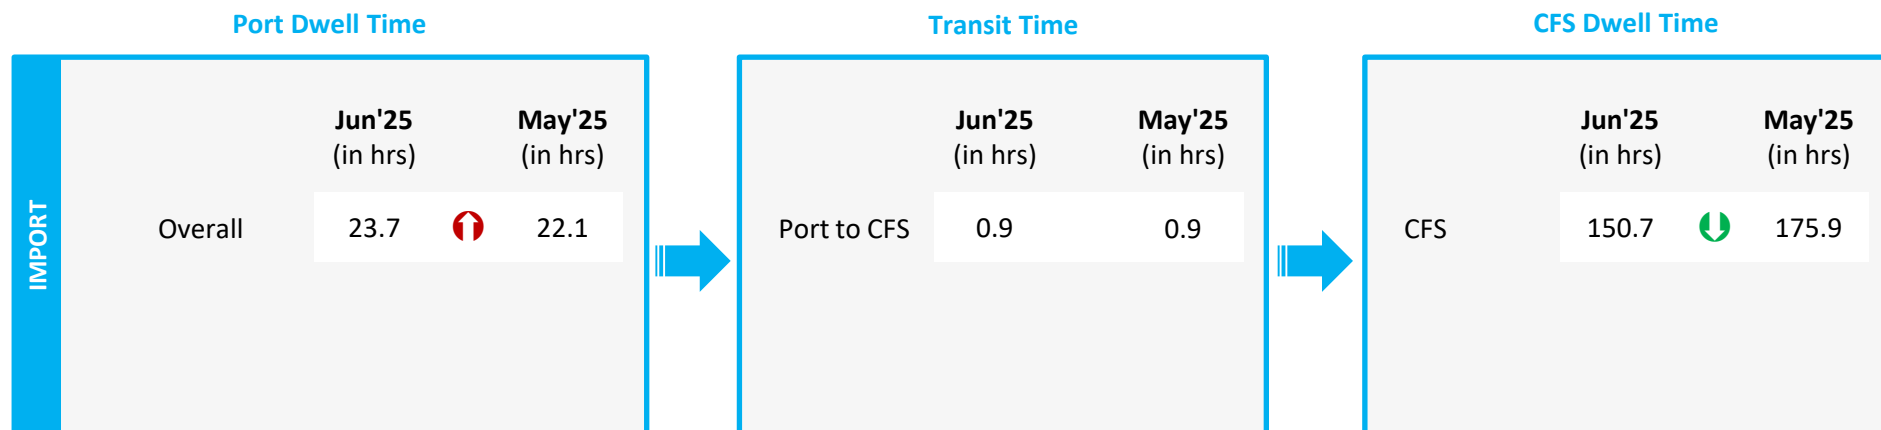 Port Dwell Time
Transit Time
CFS Dwell Time
IMPORT
Jun'25 May'25
(in hrs) (in hrs)
Overall 23.7 22.1
Jun'25 May'25
(in hrs) (in hrs)
Port to CFS 0.9 0.9
Jun'25 May'25
(in hrs) (in hrs)
CFS 150.7 175.9